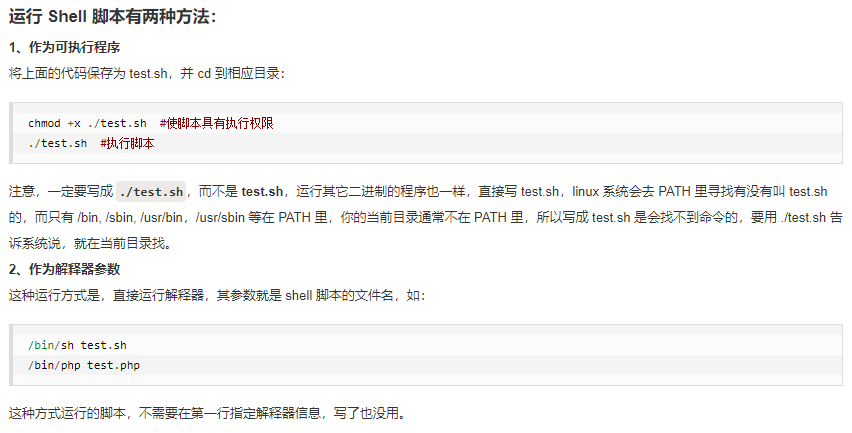 运行 Shell 脚本有两种方法：
1、作为可执行程序
将上面的代码保存为 test.sh，并 cd 到相应目录：
chmod +x ./test.sh  #使脚本具有执行权限
./test.sh  #执行脚本
注意，一定要写成 ./test.sh，而不是 test.sh，运行其它二进制的程序也一样，直接写 test.sh，linux 系统会去 PATH 里寻找有没有叫 test.sh
的，而只有 /bin, /sbin, /usr/bin，/usr/sbin 等在 PATH 里，你的当前目录通常不在 PATH 里，所以写成 test.sh 是会找不到命令的，要用 ./test.sh 告
诉系统说，就在当前目录找。
2、作为解释器参数
这种运行方式是，直接运行解释器，其参数就是 shell 脚本的文件名，如：
/bin/sh test.sh
/bin/php test.php
这种方式运行的脚本，不需要在第一行指定解释器信息，写了也没用。